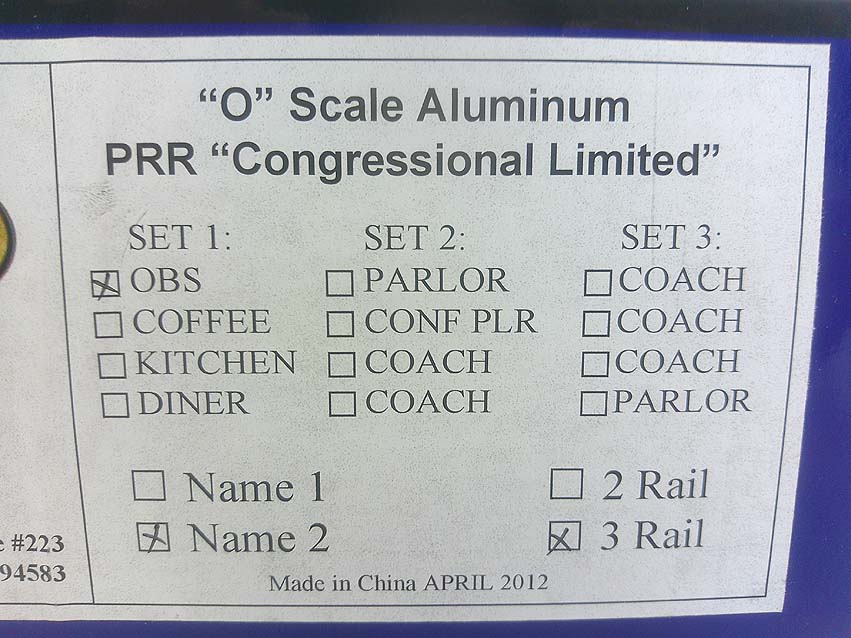 “O” Scale Aluminum
PRR “Congressional Limited”
SET 1: SET 2: SET 3:
OBS PARLOR COACH
COFFEE CONF PLR COACH
KITCHEN COACH COACH
DINER COACH PARLOR
Name 1 2 Rail
Name 2 3 Rail
Made in China APRIL 2012
#223
94583